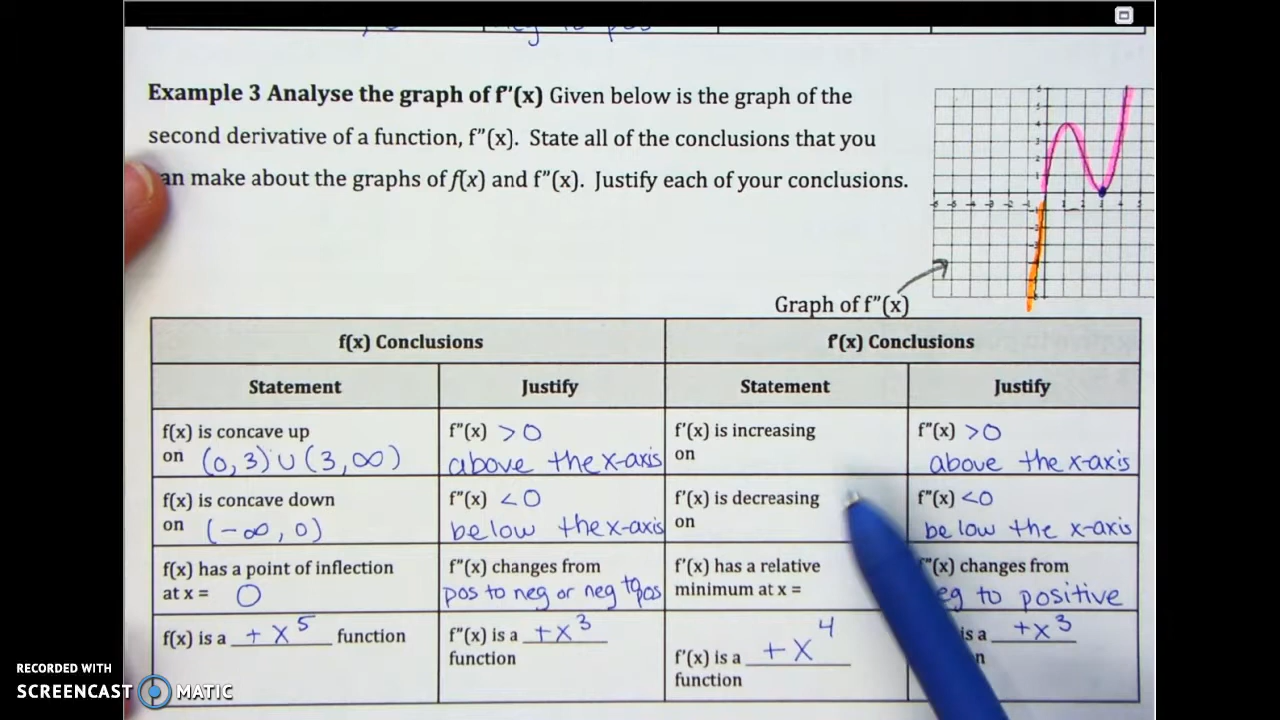 neg to pos
Example 3 Analyse the graph of f"(x) Given below is the graph of the
second derivative of a function, f"(x). State all of the conclusions that you
an make about the graphs of f(x) and f"(x). Justify each of your conclusions.
Graph of f"(x)
f(x) Conclusions
f'(x) Conclusions
Statement
Justify
Statement
Justify
f(x) is concave up
on (0,3) ∪ (3,∞)
f"(x) >0
above the x-axis
f'(x) is increasing
on
f"(x) >0
above the x-axis
f(x) is concave down
on (-∞, 0)
f"(x) <0
below the x-axis
f'(x) is decreasing
on
f"(x) <0
below the x-axis
f(x) has a point of inflection
at x = 0
f"(x) changes from
pos to neg or neg to pos
f'(x) has a relative
minimum at x =
f"(x) changes from
eg to positive
f(x) is a +x⁵ function
f"(x) is a +x³
function
f'(x) is a +x⁴
function
is a +x³
n
RECORDED WITH
SCREENCAST MATIC